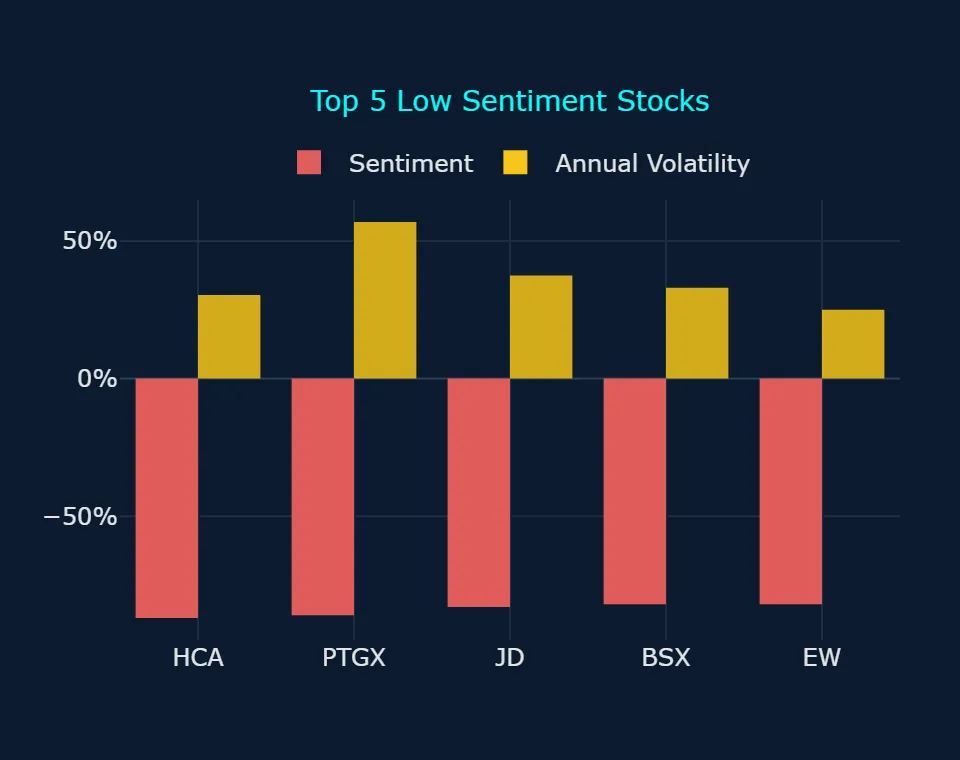 Top 5 Low Sentiment Stocks
Sentiment Annual Volatility
50%
0%
−50%
HCA PTGX JD BSX EW